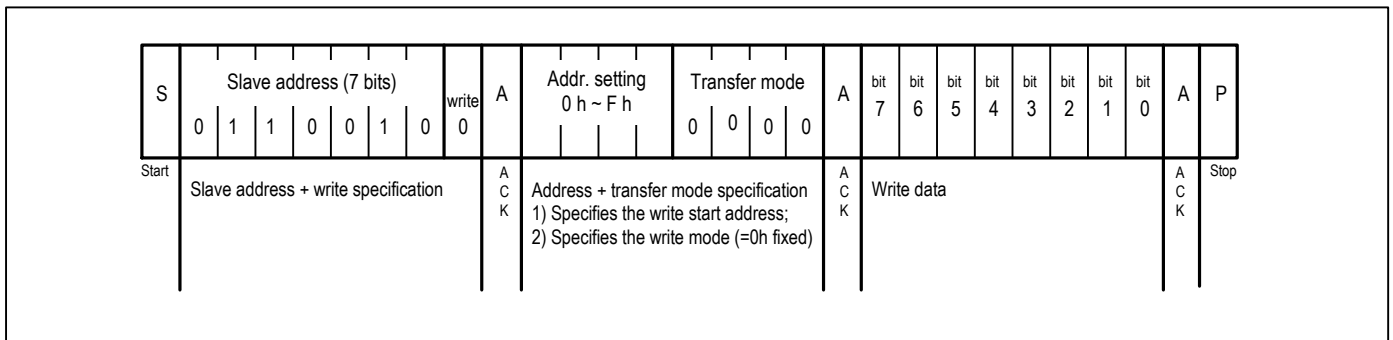 S Slave address (7 bits) write A Addr. setting Transfer mode A bit bit bit bit bit bit bit bit A P
0 h ~ F h 7 6 5 4 3 2 1 0
0 1 1 0 0 1 0 0 0 0 0 0
Start A A A Stop
Slave address + write specification C Address + transfer mode specification C Write data C
K 1) Specifies the write start address; K K
2) Specifies the write mode (=0h fixed)